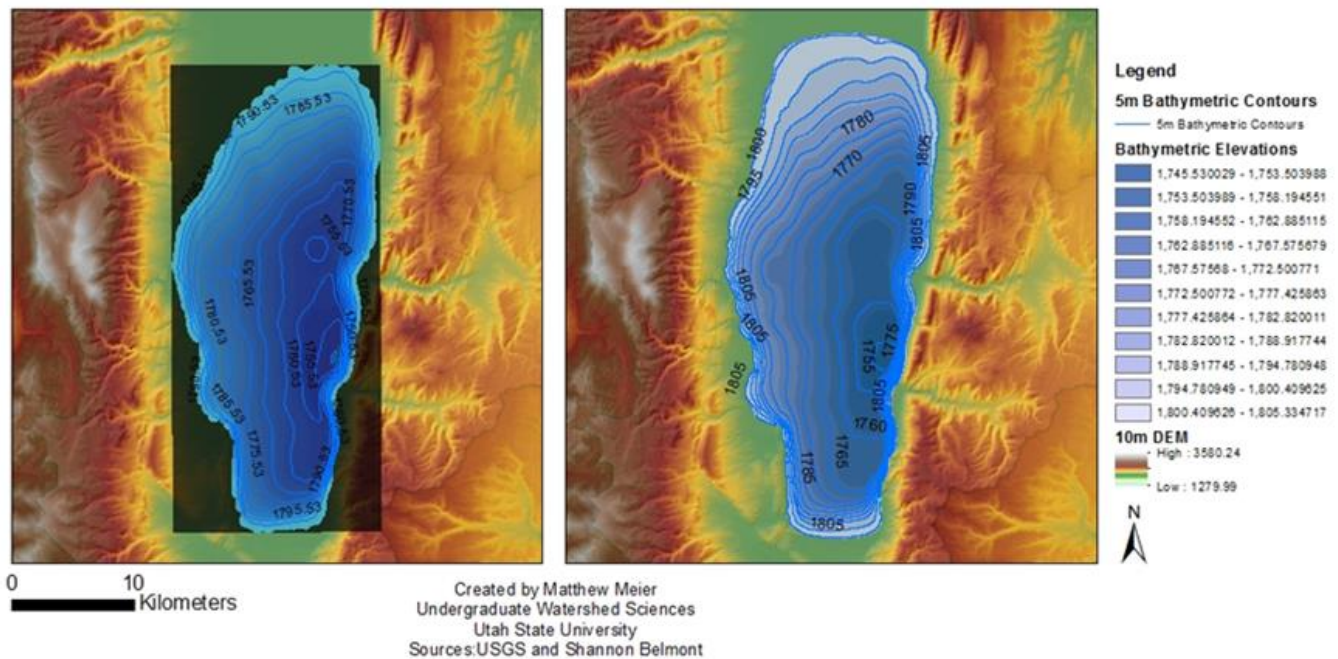 1790.53
1785.53
1770.53
1765.53
1780.53
1785.53
1775.53
1790.53
1795.53
1800
1780
1770
1795
1805
1790
1805
1805
1805
1805
1775
1755
1805
1760
1765
1785
1805
Legend
5m Bathymetric Contours
5m Bathymetric Contours
Bathymetric Elevations
1,745.530029 - 1,753.503988
1,753.503989 - 1,758.194551
1,758.194552 - 1,762.885115
1,762.885116 - 1,767.575679
1,767.57568 - 1,772.500771
1,772.500772 - 1,777.425863
1,777.425864 - 1,782.820011
1,782.820012 - 1,788.917744
1,788.917745 - 1,794.780948
1,794.780949 - 1,800.409625
1,800.409626 - 1,805.334717
10m DEM
High : 3580.24
Low : 1279.99
N
0 10
Kilometers
Created by Matthew Meier
Undergraduate Watershed Sciences
Utah State University
Sources:USGS and Shannon Belmont